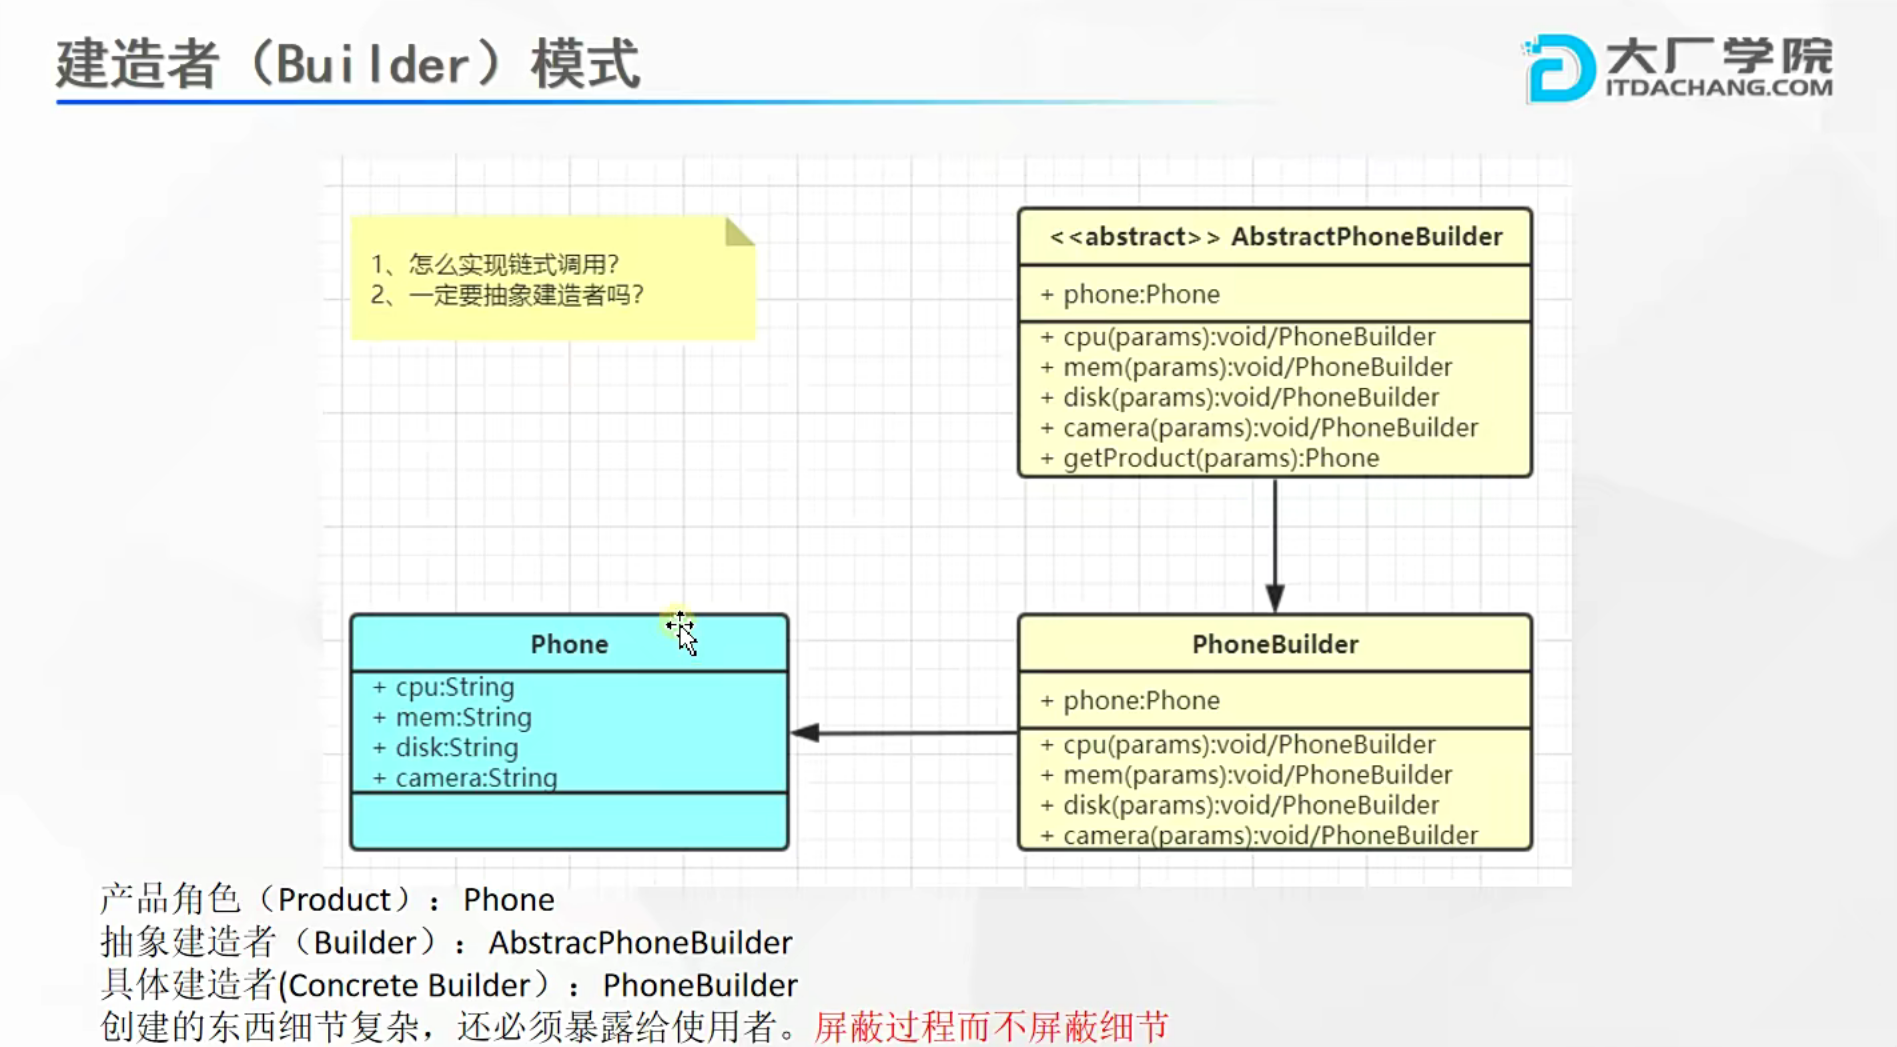 建造者（Builder）模式
大厂学院
ITDACHANG.COM
1、怎么实现链式调用？
2、一定要抽象建造者吗？
<<abstract>> AbstractPhoneBuilder
+ phone:Phone
+ cpu(params):void/PhoneBuilder
+ mem(params):void/PhoneBuilder
+ disk(params):void/PhoneBuilder
+ camera(params):void/PhoneBuilder
+ getProduct(params):Phone
Phone
+ cpu:String
+ mem:String
+ disk:String
+ camera:String
PhoneBuilder
+ phone:Phone
+ cpu(params):void/PhoneBuilder
+ mem(params):void/PhoneBuilder
+ disk(params):void/PhoneBuilder
+ camera(params):void/PhoneBuilder
产品角色（Product）：Phone
抽象建造者（Builder）：AbstracPhoneBuilder
具体建造者(Concrete Builder）：PhoneBuilder
创建的东西细节复杂，还必须暴露给使用者。屏蔽过程而不屏蔽细节